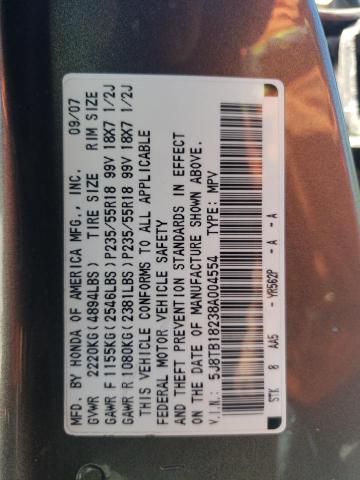 MFD. BY HONDA OF AMERICA MFG., INC. 09/07
GVWR 2220KG(4894LBS) TIRE SIZE RIM SIZE
GAWR F 1155KG(2546LBS)P235/55R18 99V 18X7 1/2J
GAWR R 1080KG(2381LBS)P235/55R18 99V 18X7 1/2J
THIS VEHICLE CONFORMS TO ALL APPLICABLE
FEDERAL MOTOR VEHICLE SAFETY
AND THEFT PREVENTION STANDARDS IN EFFECT
ON THE DATE OF MANUFACTURE SHOWN ABOVE.
V.I.N.: 5J8TB18238A004554 TYPE: MPV
STK 8 AA5 - YR562P - A - A